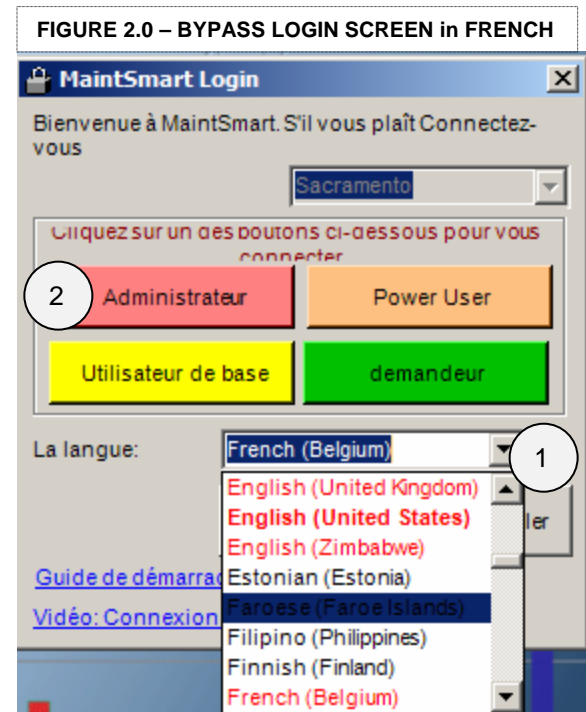 FIGURE 2.0 – BYPASS LOGIN SCREEN in FRENCH
MaintSmart Login
Bienvenue à MaintSmart. S'il vous plaît Connectez-
vous
Sacramento
Cliquez sur un des boutons ci-dessous pour vous
connecter
2
Administrateur
Power User
Utilisateur de base
demandeur
La langue:
French (Belgium)
1
English (United Kingdom)
English (United States)
ler
English (Zimbabwe)
Guide de démarrag
Estonian (Estonia)
Faroese (Faroe Islands)
Vidéo: Connexion
Filipino (Philippines)
Finnish (Finland)
French (Belgium)